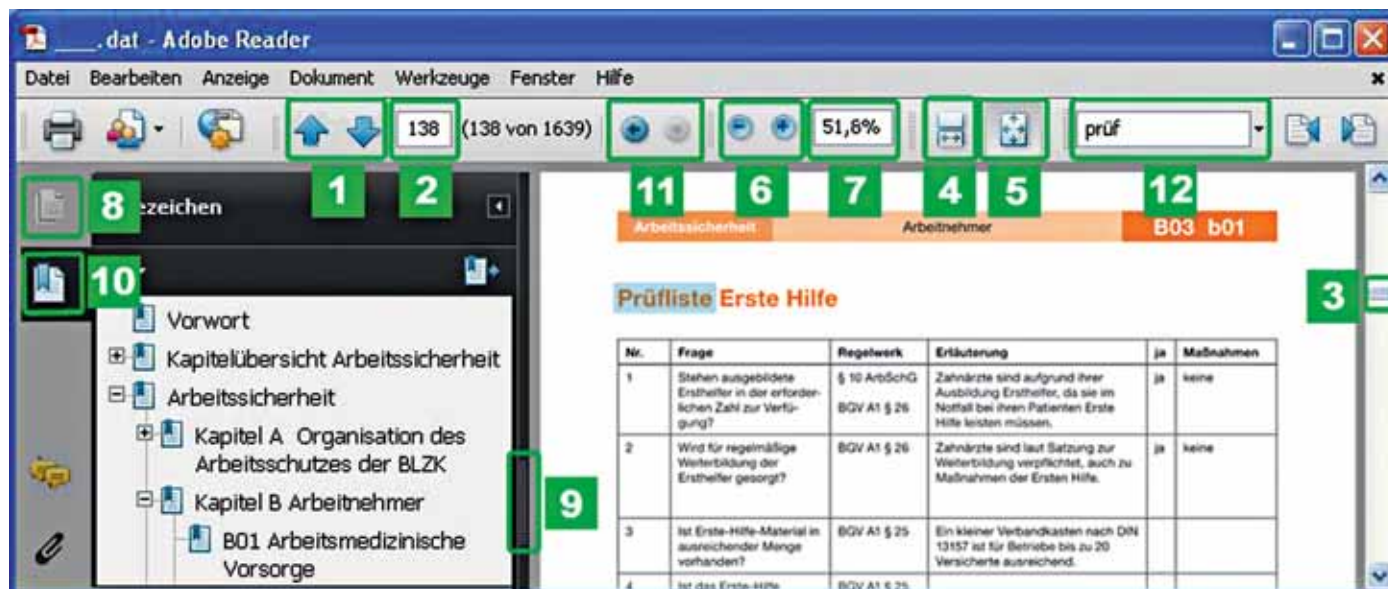 ___.dat - Adobe Reader
Datei Bearbeiten Anzeige Dokument Werkzeuge Fenster Hilfe
138 (138 von 1639) 51,6% prüf
1 2 11 6 7 4 5 12
8 ezeichen
10
Vorwort
Kapitelübersicht Arbeitssicherheit
Arbeitssicherheit
Kapitel A Organisation des
Arbeitsschutzes der BLZK
Kapitel B Arbeitnehmer
B01 Arbeitsmedizinische
Vorsorge
9
3
Arbeitssicherheit Arbeitnehmer B03 b01
Prüfliste Erste Hilfe
Nr. Frage Regelwerk Erläuterung ja Maßnahmen
1 Stehen ausgebildete § 10 ArbSchG Zahnärzte sind aufgrund ihrer ja keine
Ersthelfer in der erforder- Ausbildung Ersthelfer, da sie im
lichen Zahl zur Verfü- BGV A1 § 26 Notfall bei ihren Patienten Erste
gung? Hilfe leisten müssen.
2 Wird für regelmäßige BGV A1 § 26 Zahnärzte sind laut Satzung zur ja keine
Weiterbildung der Weiterbildung verpflichtet, auch zu
Ersthelfer gesorgt? Maßnahmen der Ersten Hilfe.
3 Ist Erste-Hilfe-Material in BGV A1 § 25 Ein kleiner Verbandkasten nach DIN
ausreichender Menge 13157 ist für Betriebe bis zu 20
vorhanden? Versicherte ausreichend.
4 Ist das Erste-Hilfe- BGV A1 § 25